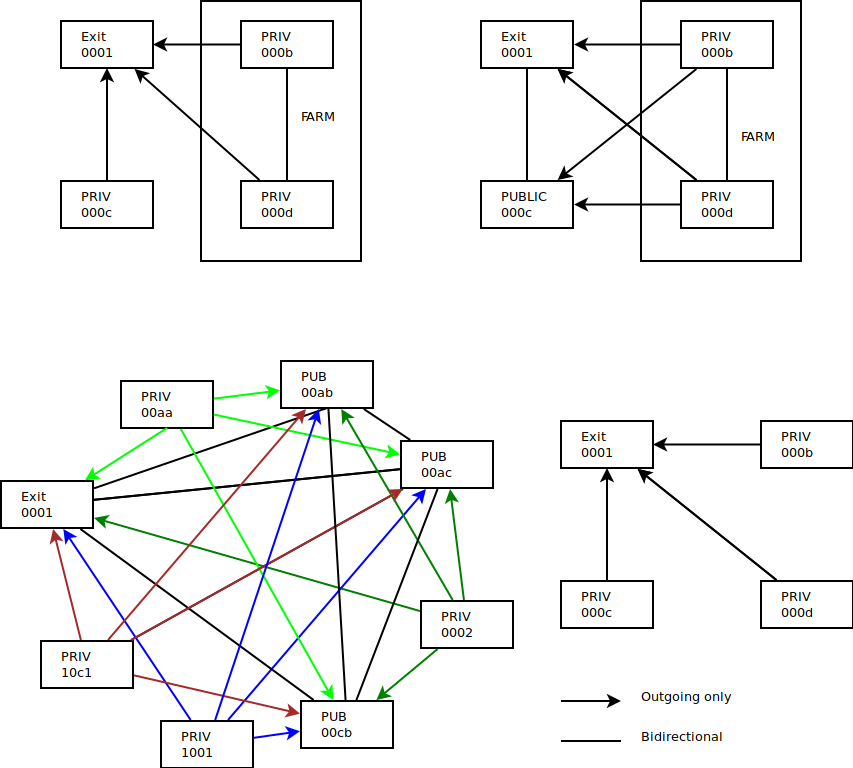 Exit
0001
PRIV
000b
FARM
PRIV
000c
PRIV
000d
Exit
0001
PRIV
000b
FARM
PUBLIC
000c
PRIV
000d
PRIV
00aa
PUB
00ab
PUB
00ac
Exit
0001
PRIV
0002
PRIV
10c1
PUB
00cb
PRIV
1001
Exit
0001
PRIV
000b
PRIV
000c
PRIV
000d
Outgoing only
Bidirectional